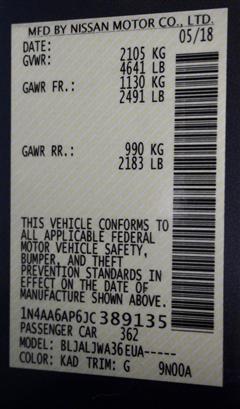 MFD BY NISSAN MOTOR CO., LTD.
DATE: 05/18
GVWR: 2105 KG
4641 LB
GAWR FR.: 1130 KG
2491 LB
GAWR RR.: 990 KG
2183 LB
THIS VEHICLE CONFORMS TO
ALL APPLICABLE FEDERAL
MOTOR VEHICLE SAFETY,
BUMPER, AND THEFT
PREVENTION STANDARDS IN
EFFECT ON THE DATE OF
MANUFACTURE SHOWN ABOVE.
1N4AA6AP6JC389135
PASSENGER CAR 362
MODEL: BLJALJWA36EUA-----
COLOR: KAD TRIM: G 9N00A